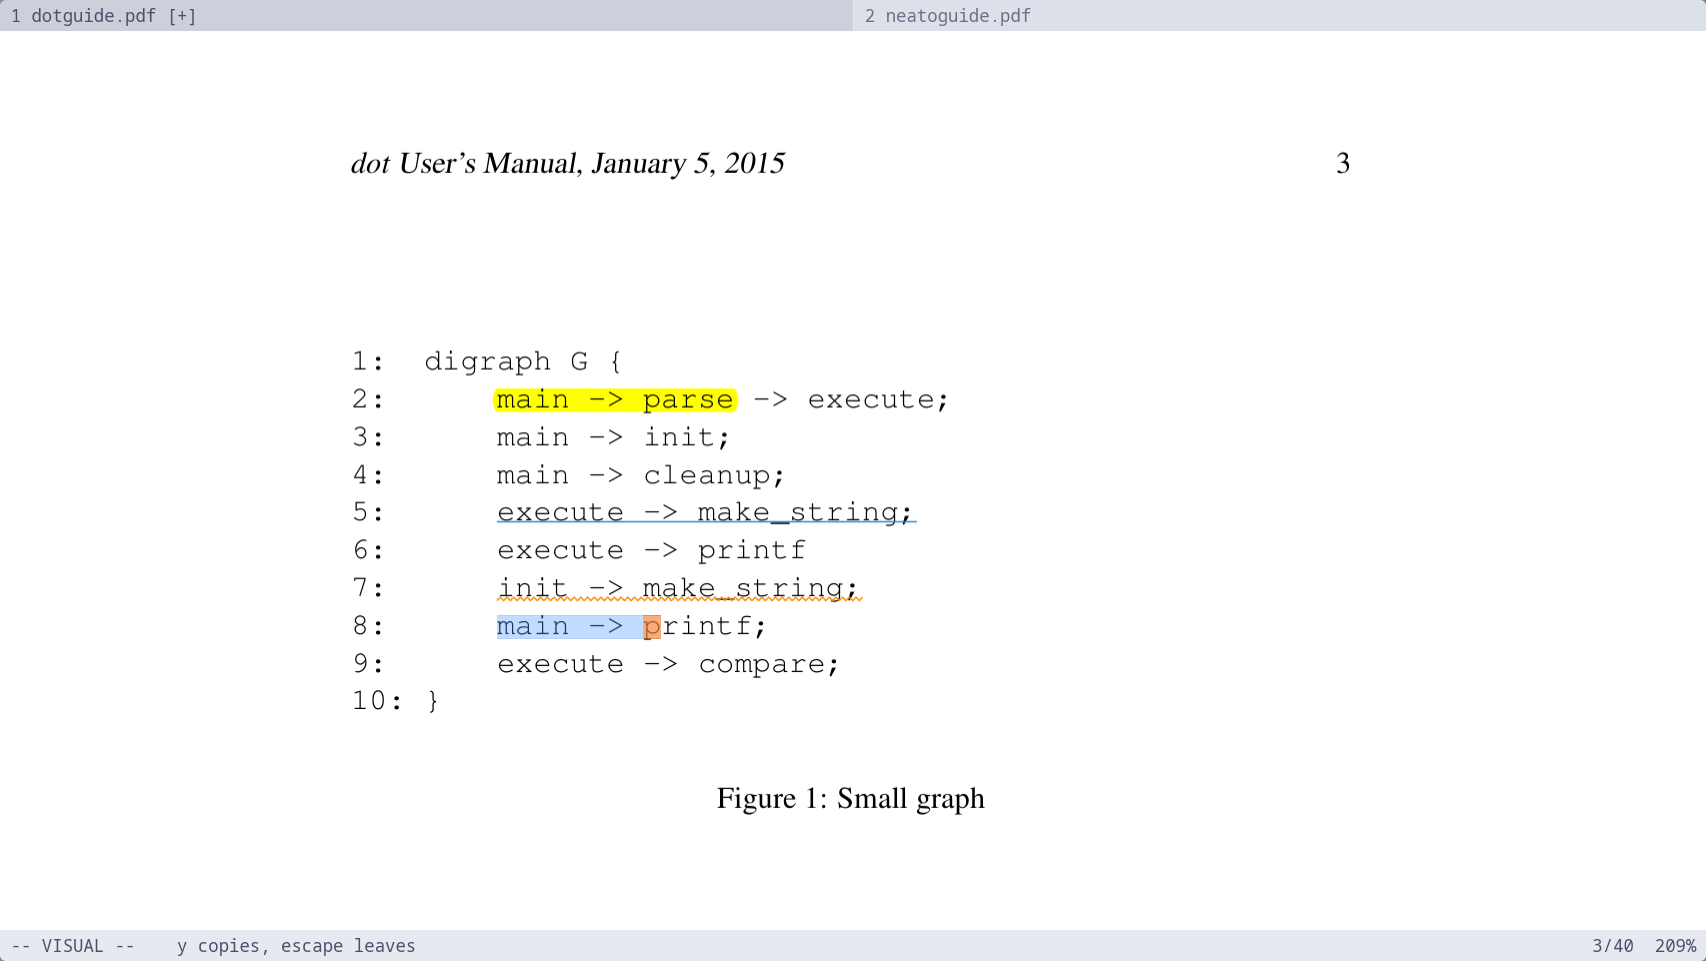 1 dotguide.pdf [+]
2 neatoguide.pdf
dot User's Manual, January 5, 2015 3
1: digraph G {
2: main -> parse -> execute;
3: main -> init;
4: main -> cleanup;
5: execute -> make_string;
6: execute -> printf
7: init -> make_string;
8: main -> printf;
9: execute -> compare;
10: }
Figure 1: Small graph
-- VISUAL -- y copies, escape leaves 3/40 209%